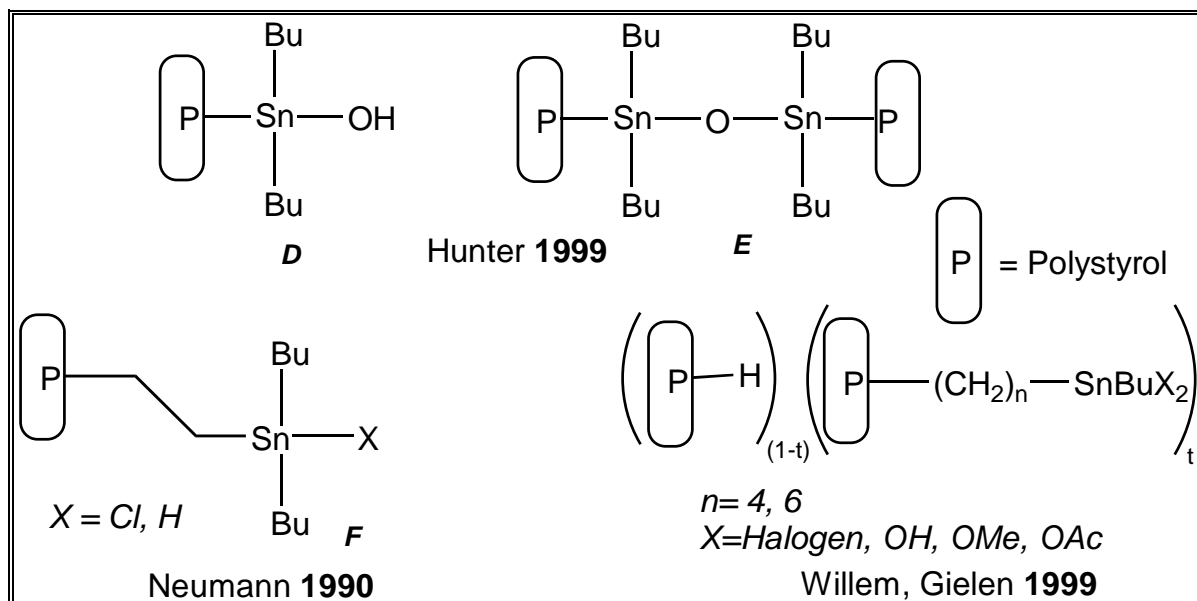 Bu Bu Bu
P Sn OH P Sn O Sn P
Bu Bu Bu
D Hunter 1999 E
P = Polystyrol
P Bu P H (1-t) P (CH2)n SnBuX2 t
Sn X
X = Cl, H Bu F
n= 4, 6
X=Halogen, OH, OMe, OAc
Neumann 1990 Willem, Gielen 1999